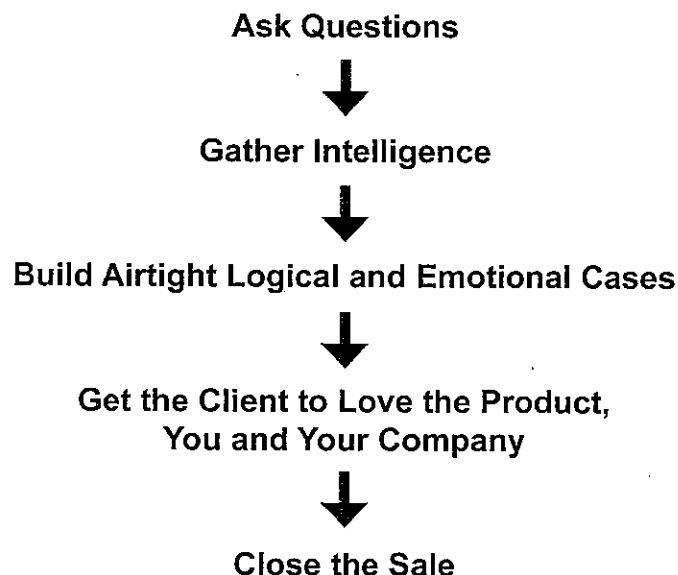 Ask Questions
Gather Intelligence
Build Airtight Logical and Emotional Cases
Get the Client to Love the Product,
You and Your Company
Close the Sale